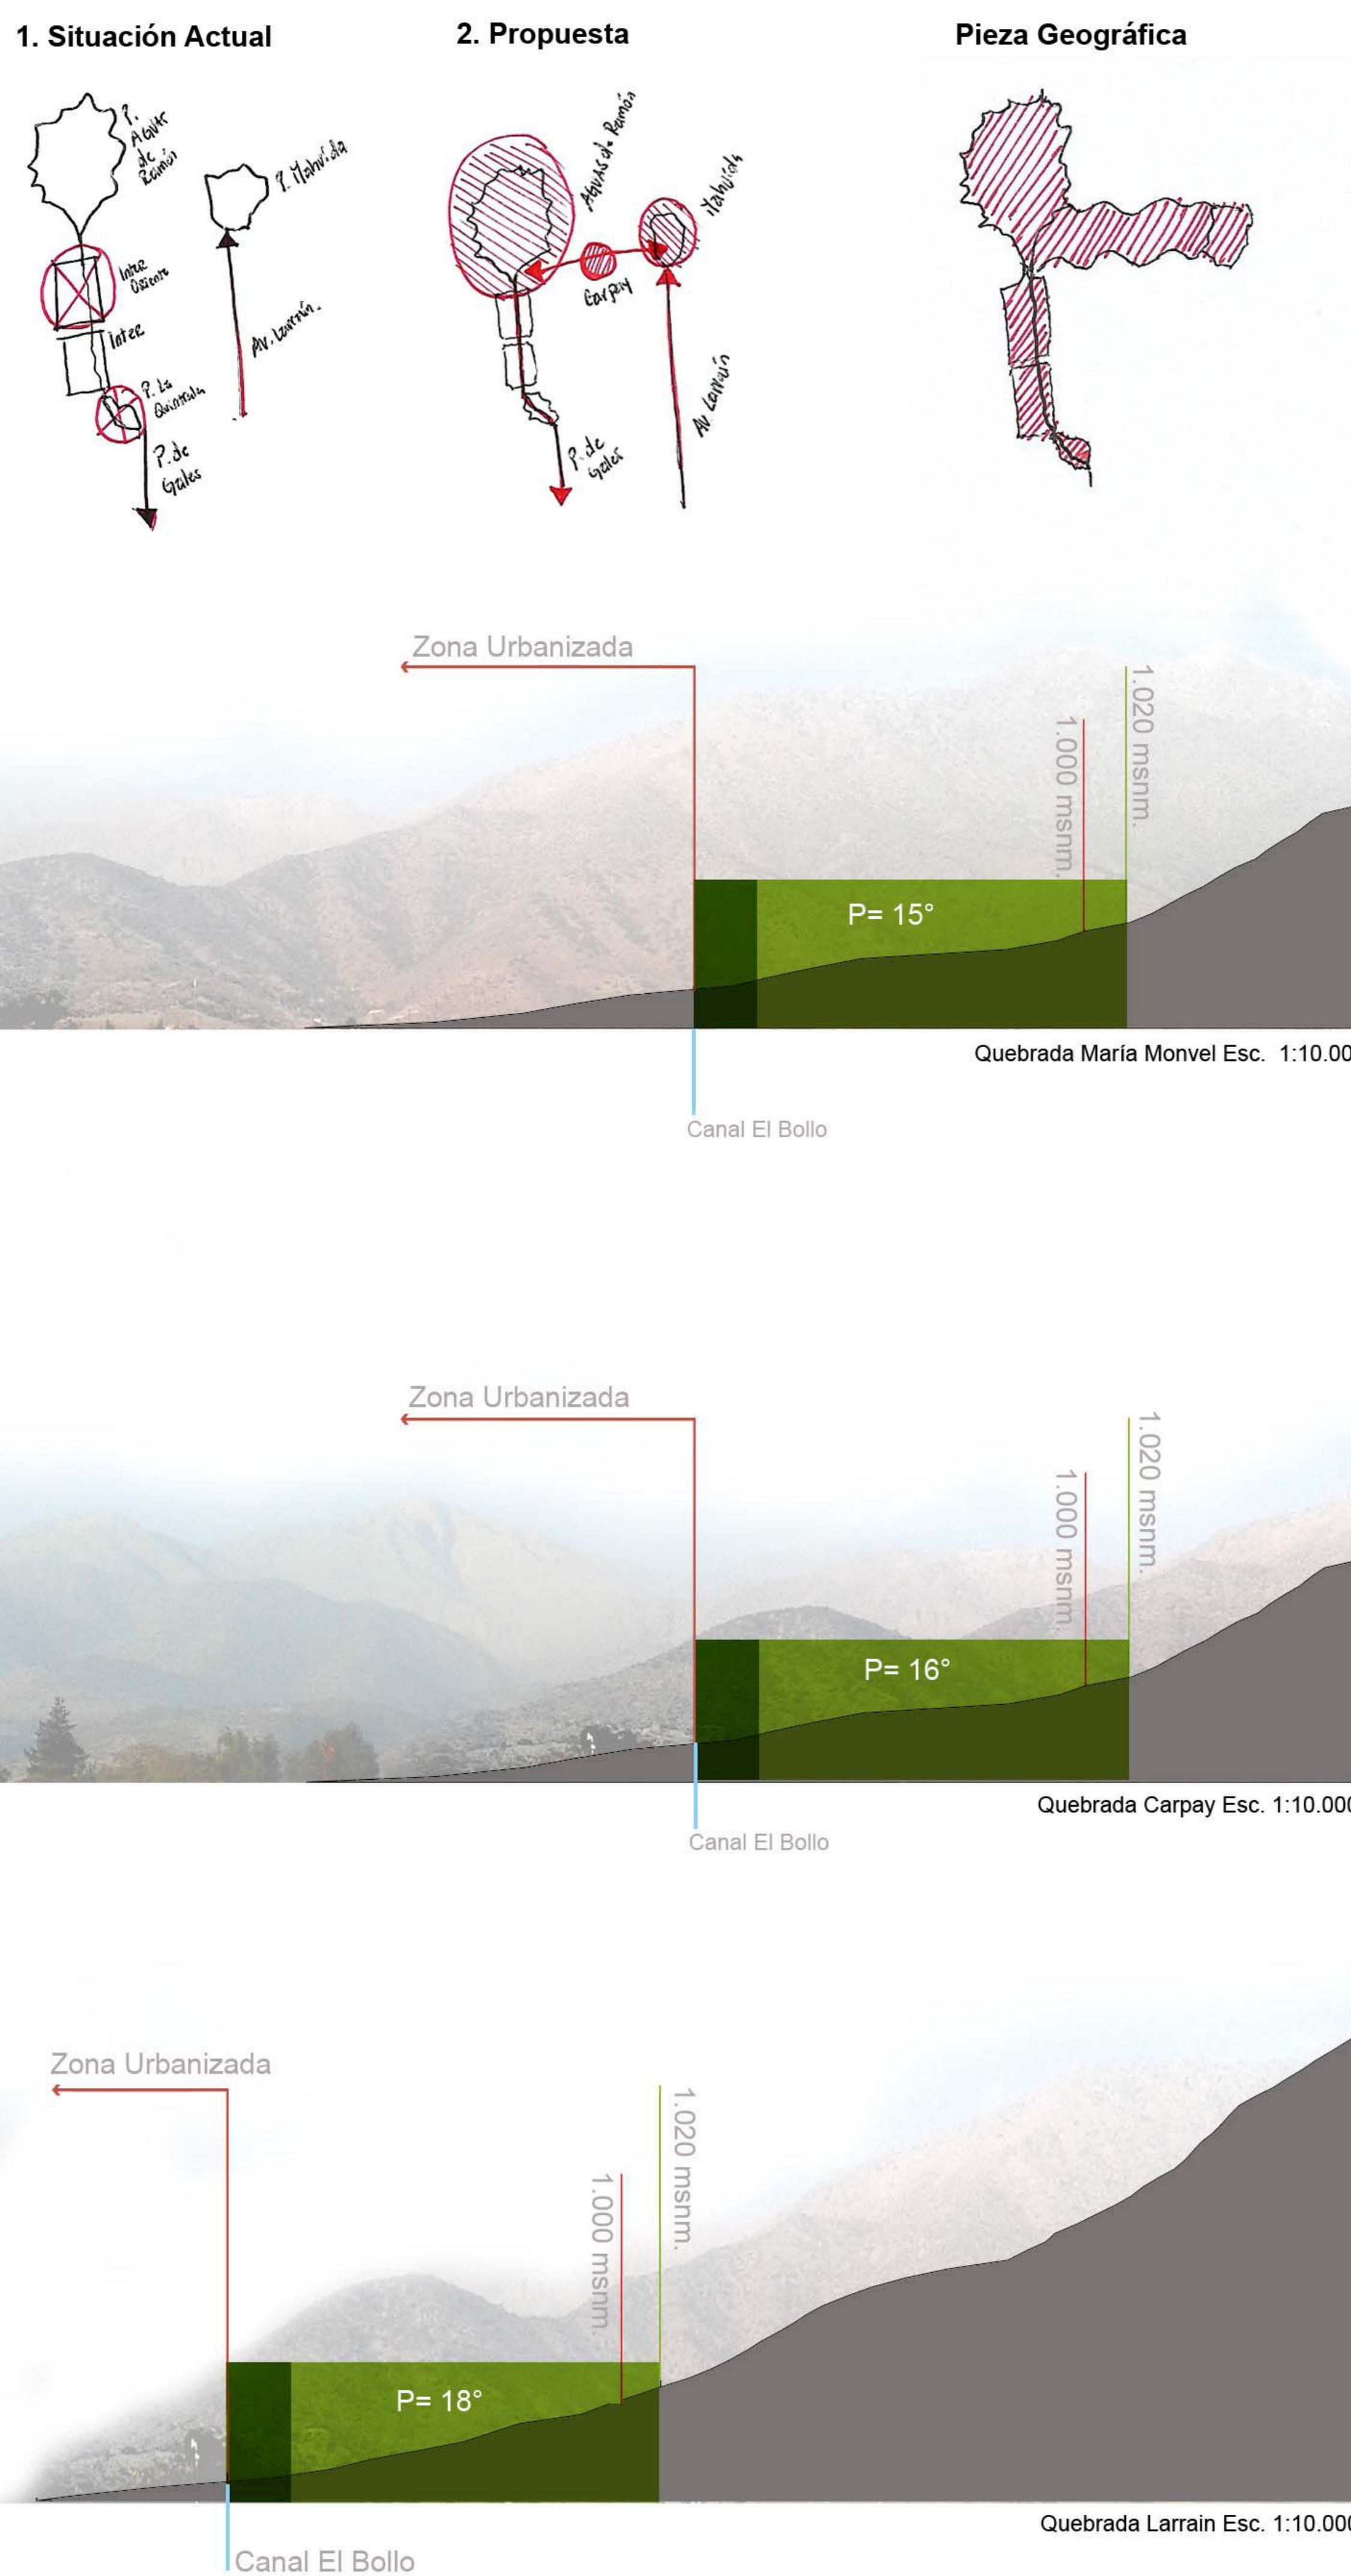 1. Situación Actual
2. Propuesta
Pieza Geográfica
P.
Aguas
de
Ramón
P. Mahuida
Inter
Oriente
Inter
Av. Larraín.
P. La
Quintrala
P. de
Gales
Aguas de Ramón
Mahuida
Carpay
Av. Larraín
P. de
Gales
Zona Urbanizada
1.020 msnm.
1.000 msnm.
P= 15°
Quebrada María Monvel Esc. 1:10.00
Canal El Bollo
Zona Urbanizada
1.020 msnm.
1.000 msnm.
P= 16°
Quebrada Carpay Esc. 1:10.000
Canal El Bollo
Zona Urbanizada
1.020 msnm.
1.000 msnm.
P= 18°
Quebrada Larrain Esc. 1:10.000
Canal El Bollo